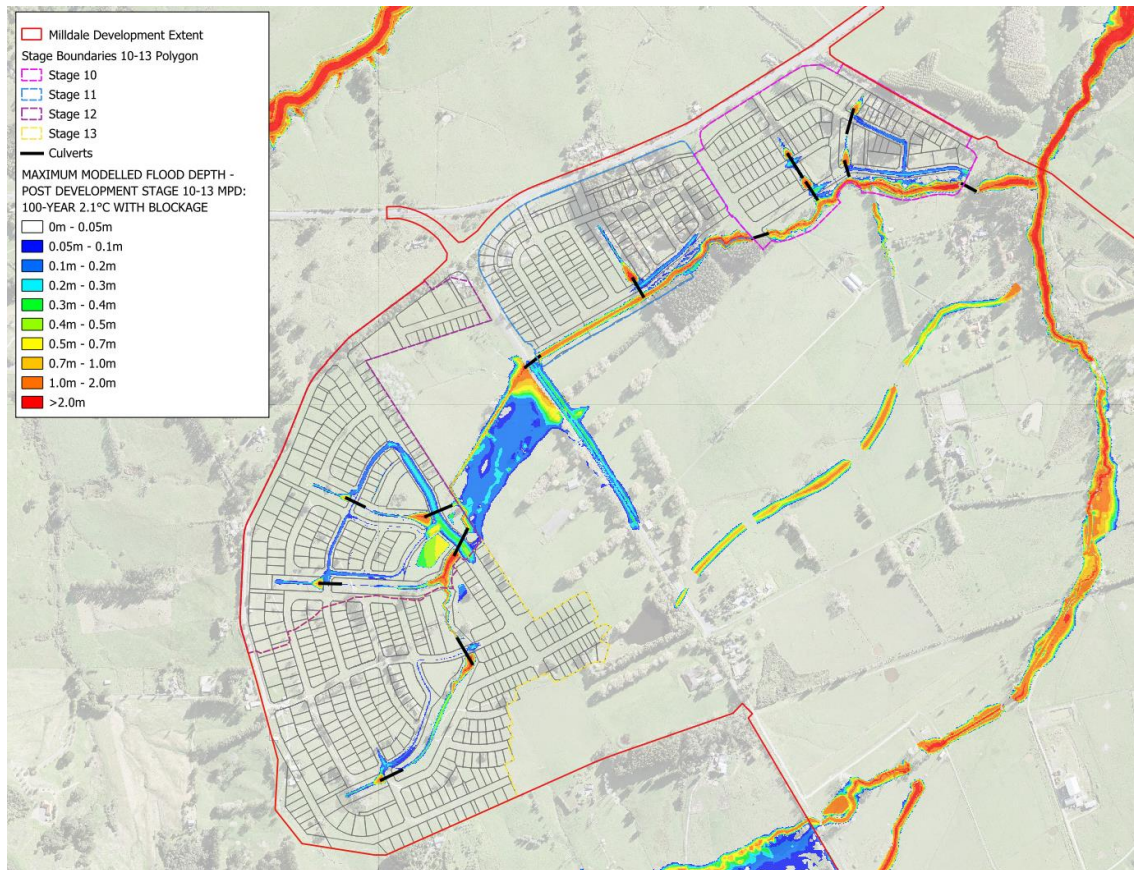 Milldale Development Extent
Stage Boundaries 10-13 Polygon
Stage 10
Stage 11
Stage 12
Stage 13
Culverts
MAXIMUM MODELLED FLOOD DEPTH -
POST DEVELOPMENT STAGE 10-13 MPD:
100-YEAR 2.1°C WITH BLOCKAGE
0m - 0.05m
0.05m - 0.1m
0.1m - 0.2m
0.2m - 0.3m
0.3m - 0.4m
0.4m - 0.5m
0.5m - 0.7m
0.7m - 1.0m
1.0m - 2.0m
>2.0m